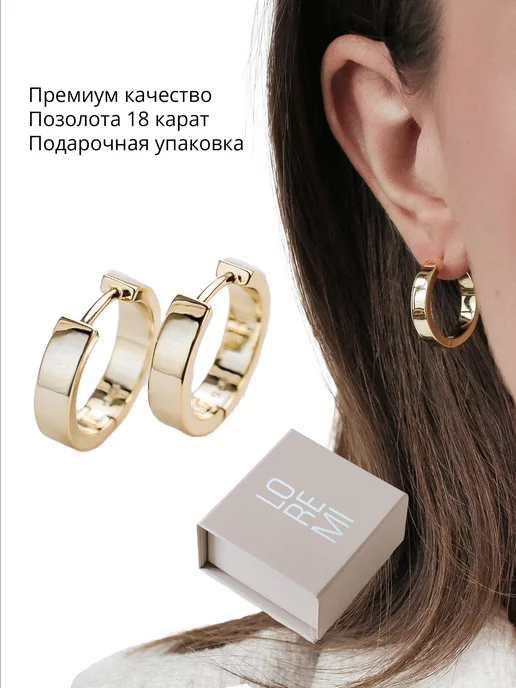 Премиум качество
Позолота 18 карат
Подарочная упаковка
LO
RE
MI